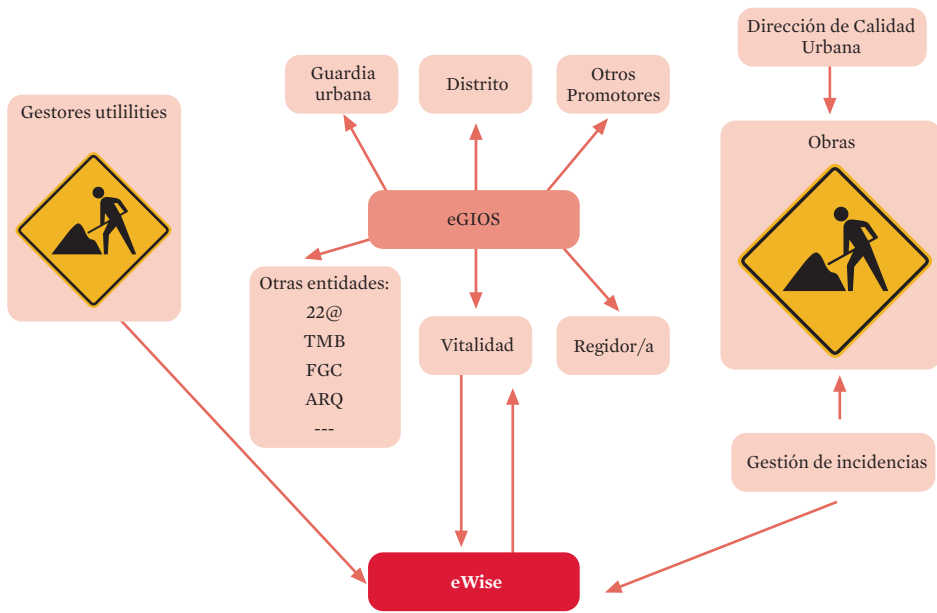 Dirección de Calidad
Urbana
Guardia
urbana
Distrito
Otros
Promotores
Gestores utililities
Obras
eGIOS
Otras entidades:
22@
TMB
FGC
ARQ
---
Vitalidad
Regidor/a
Gestión de incidencias
eWise